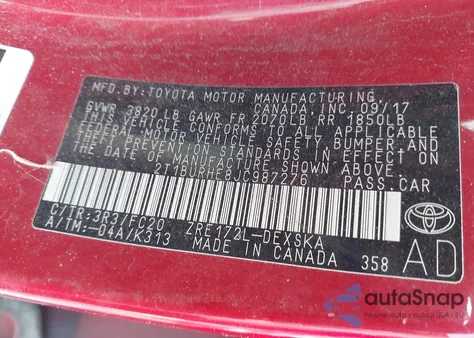 MFD.BY:TOYOTA MOTOR MANUFACTURING
CANADA,INC. 09/17
GVWR 3820LB GAWR FR 2070LB RR 1850LB
THIS VEHICLE CONFORMS TO ALL APPLICABLE
FEDERAL MOTOR VEHICLE SAFETY,BUMPER,AND
THEFT PREVENTION STANDARDS IN EFFECT ON
THE DATE OF MANUFACTURE SHOWN ABOVE.
2T1BURHE8JC987276 PASS.CAR
C/TR:3R3/FC20 ZRE172L-DEXSKA
A/TM:-04A/K313 MADE IN CANADA 358
AD
TOYOTA
autoSnap